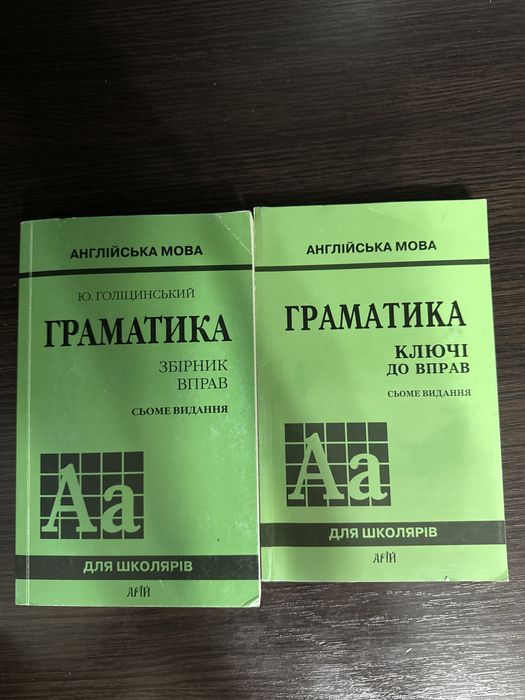 АНГЛІЙСЬКА МОВА
Ю. ГОЛІЦИНСЬКИЙ
ГРАМАТИКА
ЗБІРНИК
ВПРАВ
СЬОМЕ ВИДАННЯ
Aa
ДЛЯ ШКОЛЯРІВ
АРІЙ
АНГЛІЙСЬКА МОВА
ГРАМАТИКА
КЛЮЧІ
ДО ВПРАВ
СЬОМЕ ВИДАННЯ
Aa
ДЛЯ ШКОЛЯРІВ
АРІЙ